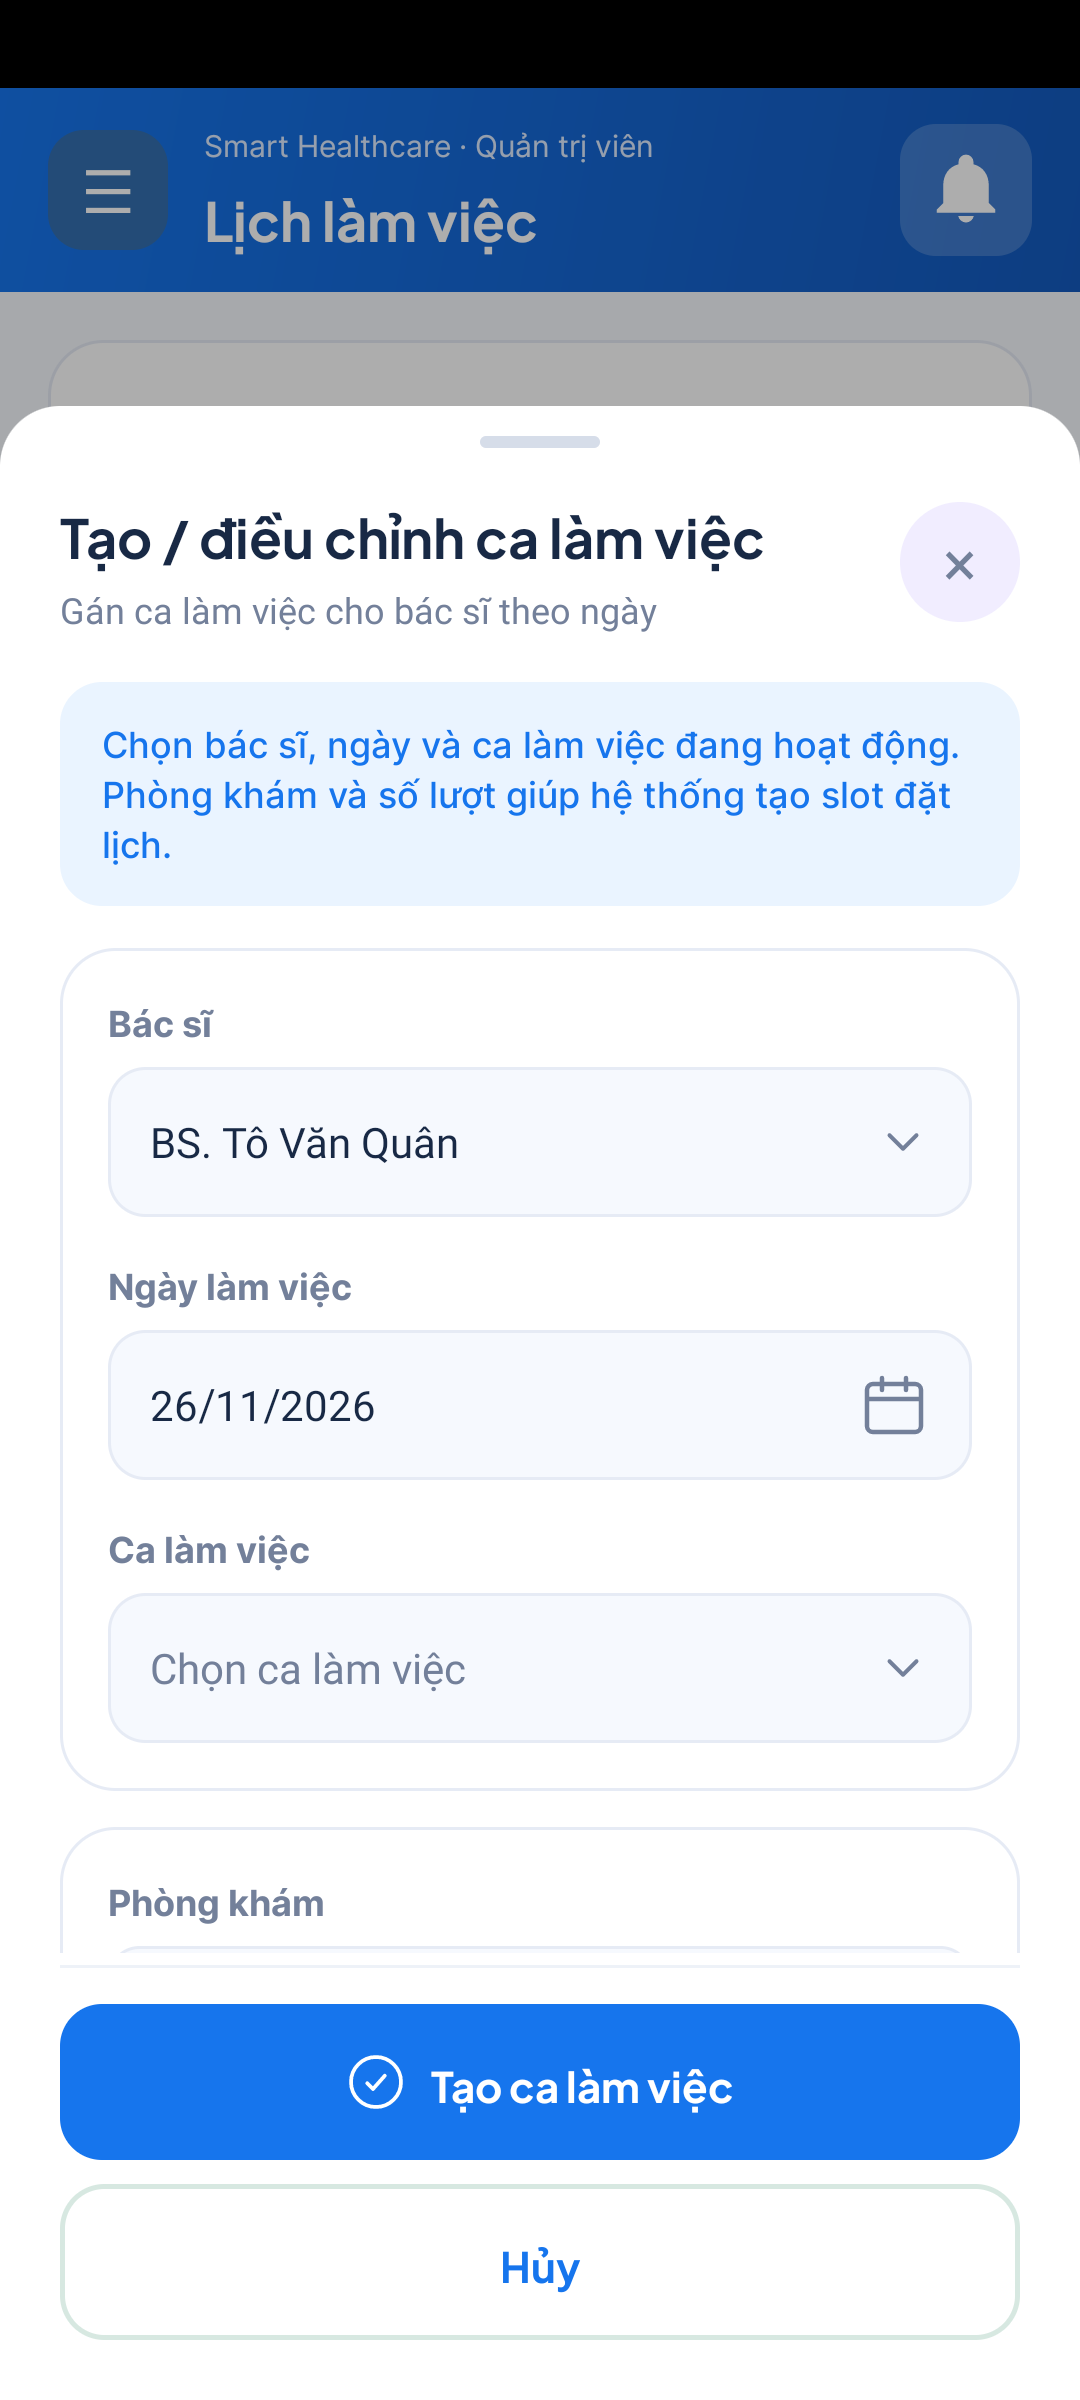 Smart Healthcare · Quản trị viên
Lịch làm việc
Tạo / điều chỉnh ca làm việc
Gán ca làm việc cho bác sĩ theo ngày
Chọn bác sĩ, ngày và ca làm việc đang hoạt động.
Phòng khám và số lượt giúp hệ thống tạo slot đặt
lịch.
Bác sĩ
BS. Tô Văn Quân
Ngày làm việc
26/11/2026
Ca làm việc
Chọn ca làm việc
Phòng khám
Tạo ca làm việc
Hủy